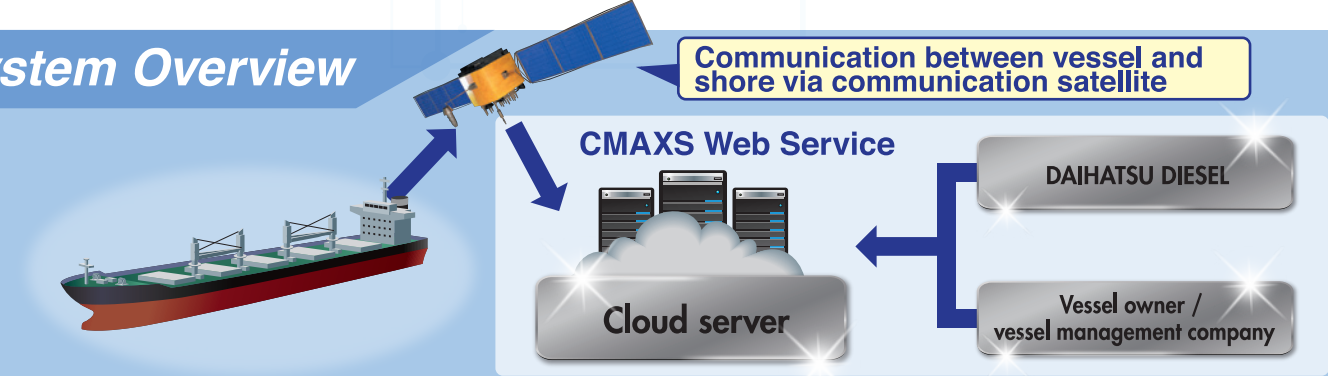 ystem Overview
Communication between vessel and
shore via communication satellite
CMAXS Web Service
DAIHATSU DIESEL
Cloud server
Vessel owner /
vessel management company